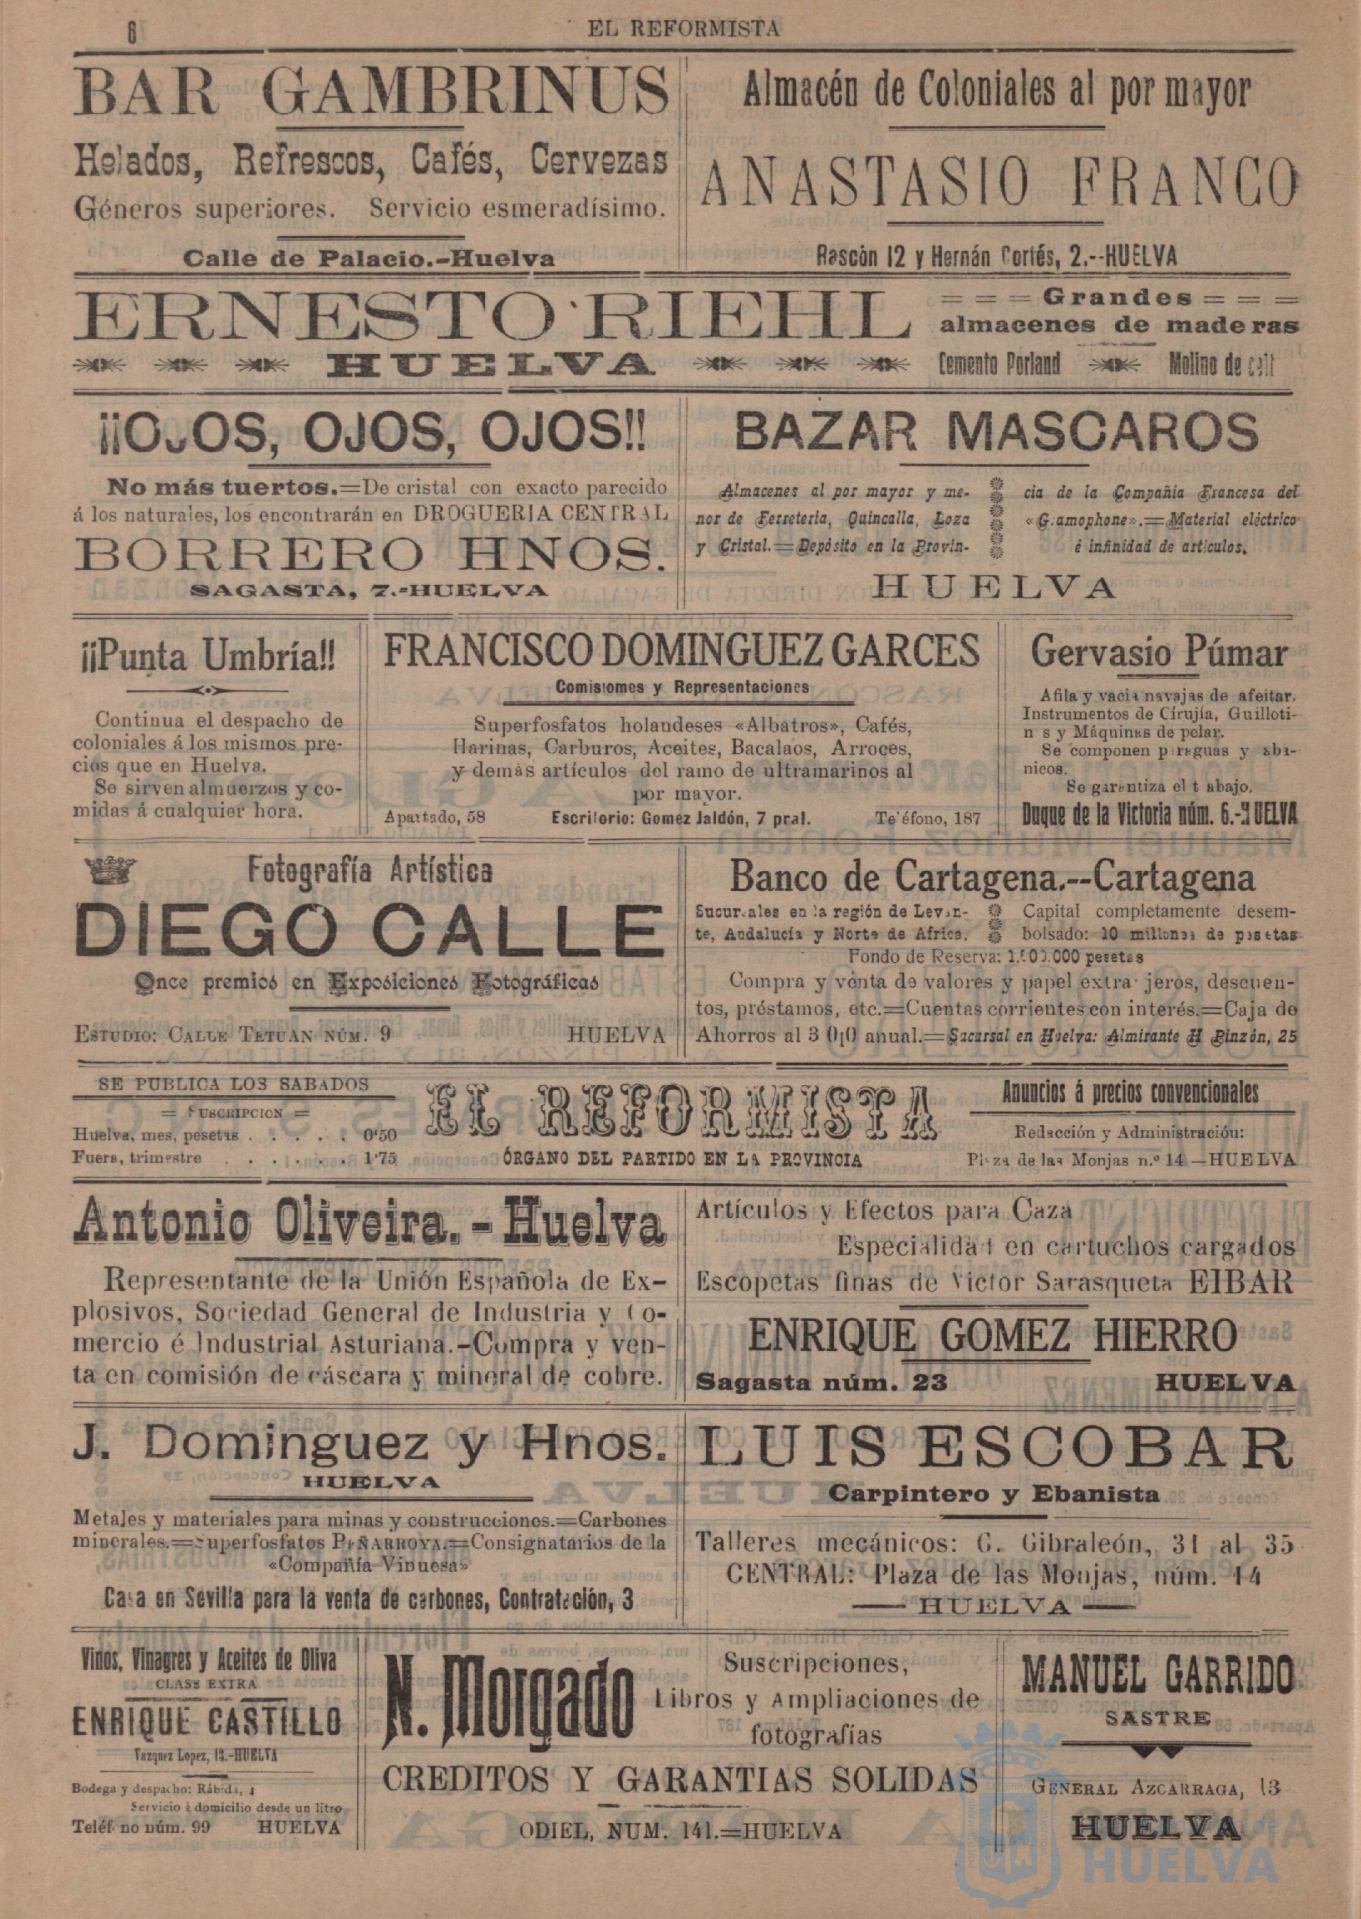 6
EL REFORMISTA
BAR GAMBRINUS
Helados, Refrescos, Cafés, Cervezas
Géneros superiores. Servicio esmeradísimo.
Calle de Palacio.-Huelva
Almacén de Coloniales al por mayor
ANASTASIO FRANCO
Rascón 12 y Hernán Cortés, 2.--HUELVA
ERNESTO RIEHL
HUELVA
= = = Grandes = = =
almacenes de maderas
Cemento Porland Molino de
¡¡OJOS, OJOS, OJOS!!
No más tuertos.=De cristal con exacto parecido
á los naturales, los encontrarán en DROGUERIA CENTRAL
BORRERO HNOS.
SAGASTA, 7.-HUELVA
BAZAR MASCAROS
Almacenes al por mayor y me-
nor de Ferreteria, Quincalla, Loza
y Cristal.=Depósito en la Provin-
cia de la Compañia Francesa del
«Gramophone».=Material eléctrico
é infinidad de articulos.
HUELVA
¡¡Punta Umbría!!
Continua el despacho de
coloniales á los mismos pre-
cios que en Huelva.
Se sirven almuerzos y co-
midas á cualquier hora.
FRANCISCO DOMINGUEZ GARCES
Comisiomes y Representaciones
Superfosfatos holandeses «Albatros», Cafés,
Harinas, Carburos, Aceites, Bacalaos, Arroces,
y demás artículos del ramo de ultramarinos al
por mayor.
Apartado, 58 Escritorio: Gomez Jaldón, 7 pral. Teléfono, 187
Gervasio Púmar
Afila y vacia navajas de afeitar.
Instrumentos de Cirujía, Guilloti-
nas y Máquinas de pelar.
Se componen paraguas y aba-
nicos.
Se garantiza el trabajo.
Duque de la Victoria núm. 6.-HUELVA
Fotografía Artística
DIEGO CALLE
Once premios en Exposiciones Fotográficas
ESTUDIO: CALLE TETUÁN NÚM. 9 HUELVA
Banco de Cartagena.--Cartagena
Sucursales en la región de Levan-
te, Andalucía y Norte de Africa.
Capital completamente desem-
bolsado: 10 millones de pesetas
Fondo de Reserva: pesetas
Compra y venta de valores y papel extranjeros, descuen-
tos, préstamos, etc.=Cuentas corrientes con interés.=Caja de
Ahorros al 3 0¡0 anual.=Sucursal en Huelva: Almirante H Pinzón, 25
SE PUBLICA LOS SABADOS
= SUSCRIPCION =
Huelva, mes, pesetas . . . . . 0'50
Fuera, trimestre . . . . . . 1'75
EL REFORMISTA
ÓRGANO DEL PARTIDO EN LA PROVINCIA
Anuncios á precios convencionales
Redacción y Administración:
Plaza de las Monjas n.º 14 —HUELVA
Antonio Oliveira. - Huelva
Representante de la Unión Española de Ex-
plosivos, Sociedad General de Industria y Co-
mercio é Industrial Asturiana.-Compra y ven-
ta en comisión de cáscara y mineral de cobre.
Artículos y Efectos para Caza
Especialidad en cartuchos cargados
Escopetas finas de Victor Sarasqueta EIBAR
ENRIQUE GOMEZ HIERRO
Sagasta núm. 23 HUELVA
J. Dominguez y Hnos.
HUELVA
Metales y materiales para minas y construcciones.=Carbones
minerales.=Superfosfatos PEÑARROYA.=Consignatarios de la
«Compañía Vinuesa»
Casa en Sevilla para la venta de carbones, Contratación, 3
LUIS ESCOBAR
Carpintero y Ebanista
Talleres mecánicos: C. Gibraleón, 31 al 35
CENTRAL: Plaza de las Monjas, núm. 14
HUELVA
Vinos, Vinagres y Aceites de Oliva
CLASS EXTRA
ENRIQUE CASTILLO
Vazquez Lopez, 13.-HUELVA
Bodega y despacho: Rábida,
Servicio á domicilio desde un litro
Teléf no núm. 99 HUELVA
N. Morgado
Suscripciones,
Libros y Ampliaciones de
fotografías
CREDITOS Y GARANTIAS SOLIDAS
ODIEL, NUM. 141.=HUELVA
MANUEL GARRIDO
SASTRE
GENERAL AZCARRAGA, 13
HUELVA
HUELVA